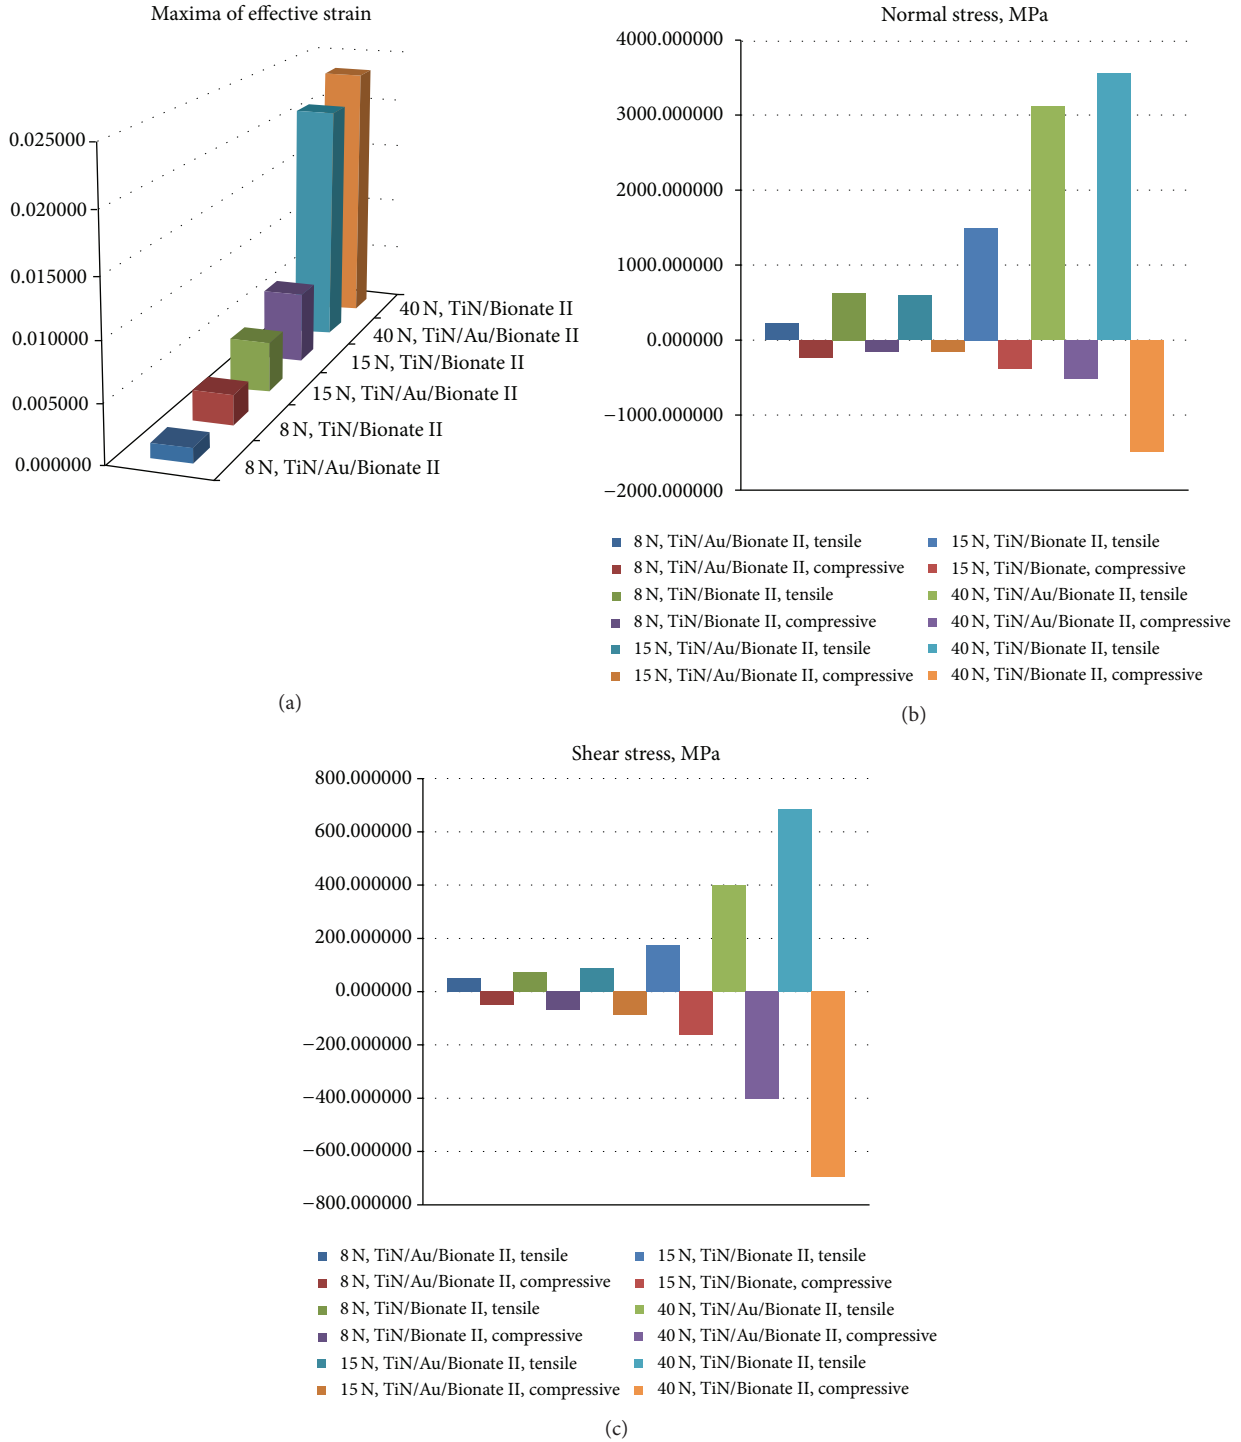 Maxima of effective strain
0.025000
0.020000
0.015000
0.010000
0.005000
0.000000
40 N, TiN/Bionate II
40 N, TiN/Au/Bionate II
15 N, TiN/Bionate II
15 N, TiN/Au/Bionate II
8 N, TiN/Bionate II
8 N, TiN/Au/Bionate II
(a)
Normal stress, MPa
4000.000000
3000.000000
2000.000000
1000.000000
0.000000
−1000.000000
−2000.000000
8 N, TiN/Au/Bionate II, tensile
8 N, TiN/Au/Bionate II, compressive
8 N, TiN/Bionate II, tensile
8 N, TiN/Bionate II, compressive
15 N, TiN/Au/Bionate II, tensile
15 N, TiN/Au/Bionate II, compressive
15 N, TiN/Bionate II, tensile
15 N, TiN/Bionate, compressive
40 N, TiN/Au/Bionate II, tensile
40 N, TiN/Au/Bionate II, compressive
40 N, TiN/Bionate II, tensile
40 N, TiN/Bionate II, compressive
(b)
Shear stress, MPa
800.000000
600.000000
400.000000
200.000000
0.000000
−200.000000
−400.000000
−600.000000
−800.000000
8 N, TiN/Au/Bionate II, tensile
8 N, TiN/Au/Bionate II, compressive
8 N, TiN/Bionate II, tensile
8 N, TiN/Bionate II, compressive
15 N, TiN/Au/Bionate II, tensile
15 N, TiN/Au/Bionate II, compressive
15 N, TiN/Bionate II, tensile
15 N, TiN/Bionate, compressive
40 N, TiN/Au/Bionate II, tensile
40 N, TiN/Au/Bionate II, compressive
40 N, TiN/Bionate II, tensile
40 N, TiN/Bionate II, compressive
(c)